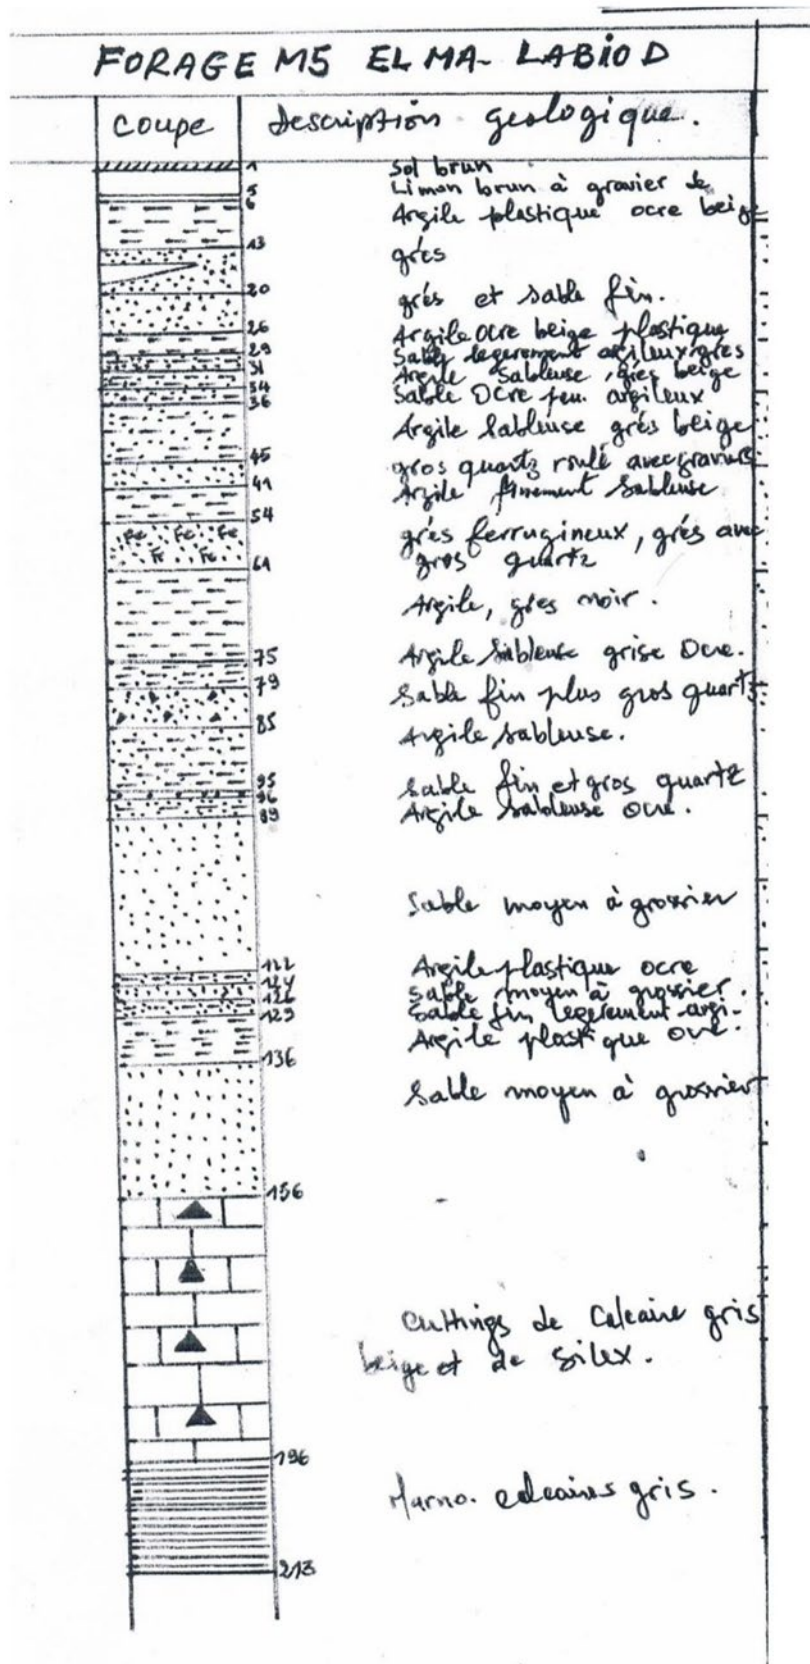 FORAGE M5 EL MA- LABIOD
coupe description geologique.
1 Sol brun
5 Limon brun à gravier de
6 Argile plastique ocre beige
13 grés
20 grés et sable fin.
26 Argile ocre beige plastique
29 Sable legerement argileux grés
31 Argile Sableuse, grés beige
34 Sable Ocre peu argileux
36
Argile Sableuse grés beige
45 gros quartz roulé avec graviers
49 Argile finement Sableuse
54
grés ferrugineux, grés avec
gros quartz
Fe Fe Fe
Fe Fe
61
Argile, grés noir.
75 Argile Sableuse grise Ocre.
79 Sable fin plus gros quartz
85 Argile sableuse.
95 Sable fin et gros quartz
96 Argile sableuse ocre.
99
Sable moyen à grossier
122 Argile plastique ocre
124 Sable moyen à grossier.
126 Sable fin legerement argi-
129 Argile plastique ocre.
136
Sable moyen à grossier
156
Cuttings de Calcaire gris
beige et de Silex.
196
Marno. calcaires gris.
213